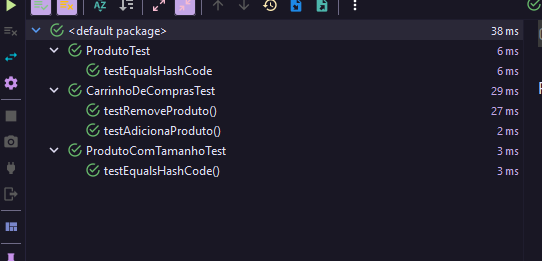 <default package> 38 ms
ProdutoTest 6 ms
testEqualsHashCode 6 ms
CarrinhoDeComprasTest 29 ms
testRemoveProduto() 27 ms
testAdicionaProduto() 2 ms
ProdutoComTamanhoTest 3 ms
testEqualsHashCode() 3 ms